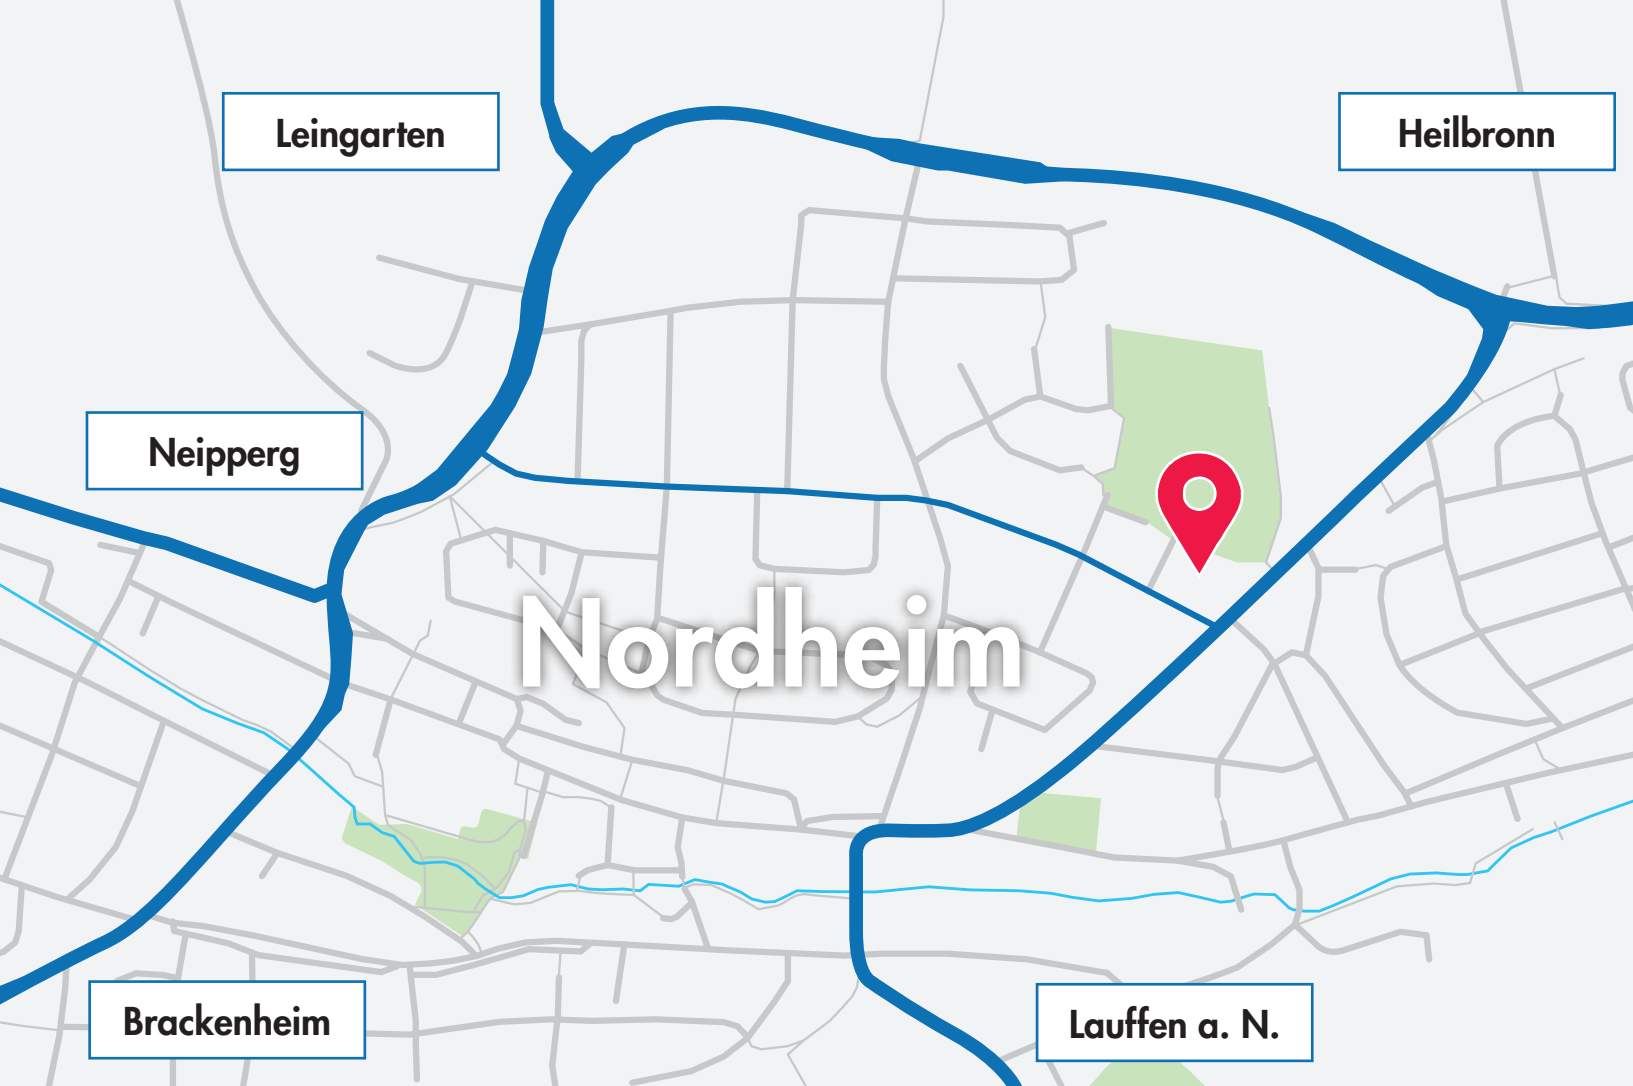 Leingarten
Heilbronn
Neipperg
Nordheim
Brackenheim
Lauffen a. N.